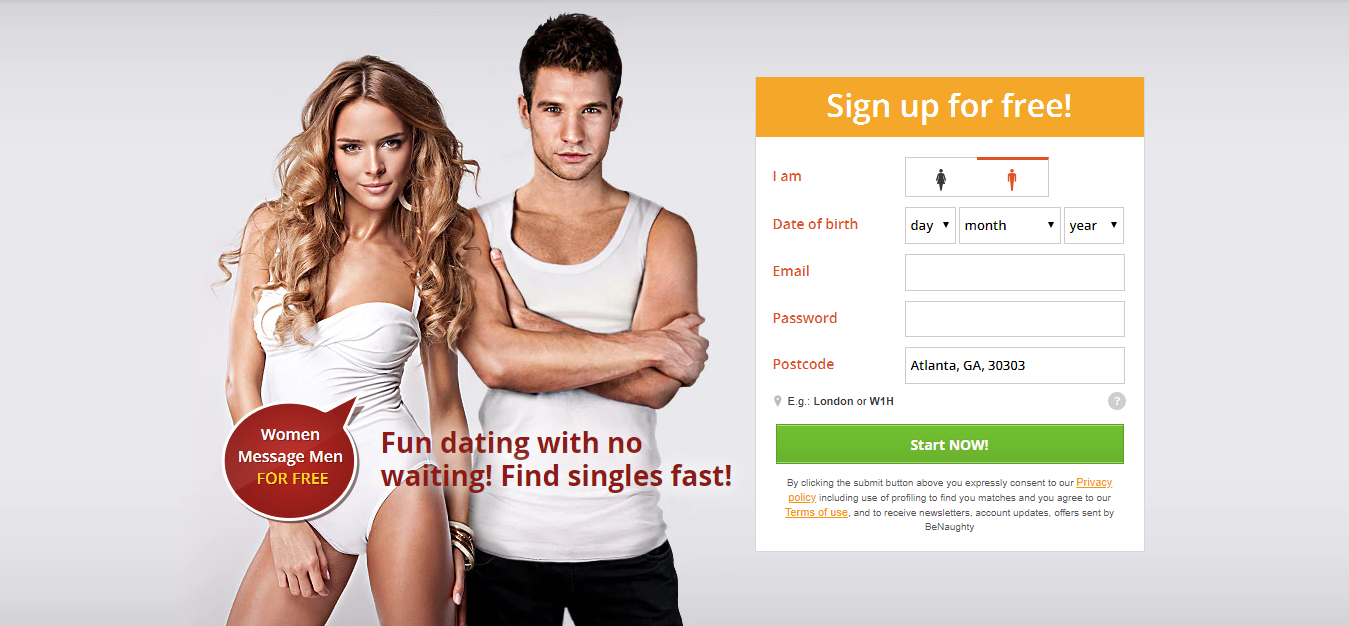 Sign up for free!
I am
Date of birth
day
month
year
Email
Password
Postcode
Atlanta, GA, 30303
E.g.: London or W1H
?
Start NOW!
By clicking the submit button above you expressly consent to our Privacy
policy including use of profiling to find you matches and you agree to our
Terms of use, and to receive newsletters, account updates, offers sent by
BeNaughty
Women
Message Men
FOR FREE
Fun dating with no
waiting! Find singles fast!